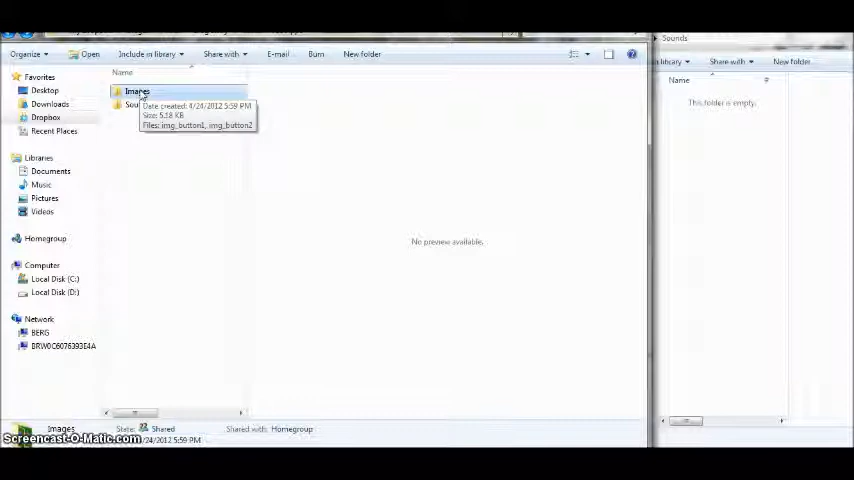 Sounds
Organize
Open
Include in library
Share with
E-mail
Burn
New folder
Name
Favorites
Desktop
Downloads
Dropbox
Recent Places
Libraries
Documents
Music
Pictures
Videos
Homegroup
Computer
Local Disk (C:)
Local Disk (D:)
Network
BERG
BRW0C6076393E4A
Images
Sou
Date created: 4/24/2012 5:59 PM
Size: 5.18 KB
Files: img_button1, img_button2
No preview available.
n library
Share with
New folder
Name
This folder is empty.
Images
State: Shared
Shared with: Homegroup
/24/2012 5:59 PM
Screencast-O-Matic.com